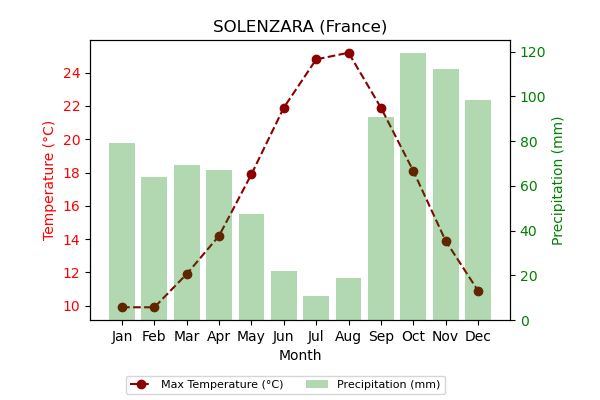 SOLENZARA (France)
Temperature (°C)
24
22
20
18
16
14
12
10
120
100
80
60
40
20
0
Precipitation (mm)
Jan Feb Mar Apr May Jun Jul Aug Sep Oct Nov Dec
Month
Max Temperature (°C) Precipitation (mm)